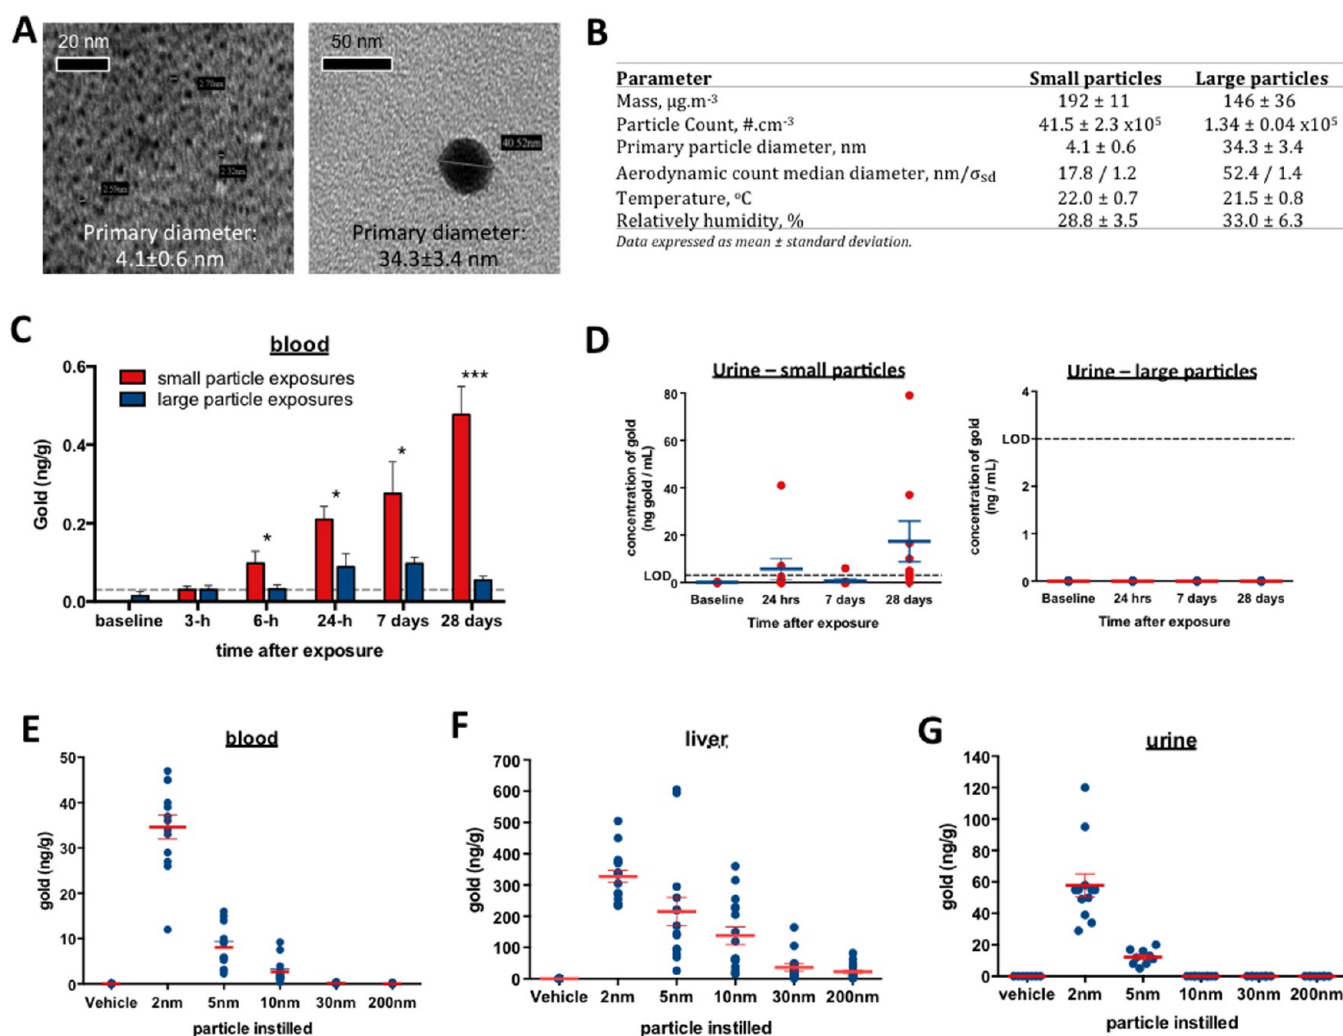 A
20 nm
2.70nm
2.32nm
2.59nm
Primary diameter:
4.1±0.6 nm
50 nm
40.52nm
Primary diameter:
34.3±3.4 nm
B
Parameter Small particles Large particles
Mass, µg.m-3 192 ± 11 146 ± 36
Particle Count, #.cm-3 41.5 ± 2.3 x10⁵ 1.34 ± 0.04 x10⁵
Primary particle diameter, nm 4.1 ± 0.6 34.3 ± 3.4
Aerodynamic count median diameter, nm/σsd 17.8 / 1.2 52.4 / 1.4
Temperature, ºC 22.0 ± 0.7 21.5 ± 0.8
Relatively humidity, % 28.8 ± 3.5 33.0 ± 6.3
Data expressed as mean ± standard deviation.
C
blood
small particle exposures
large particle exposures
Gold (ng/g)
0.6
0.4
0.2
0.0
* * * ***
baseline 3-h 6-h 24-h 7 days 28 days
time after exposure
D
Urine – small particles
concentration of gold
(ng gold / mL)
80
60
40
20
LOD
0
Baseline 24 hrs 7 days 28 days
Time after exposure
Urine – large particles
concentration of gold
(ng / mL)
4
LOD
2
1
0
Baseline 24 hrs 7 days 28 days
Time after exposure
E
blood
gold (ng/g)
50
40
30
20
10
0
Vehicle 2nm 5nm 10nm 30nm 200nm
particle instilled
F
liver
gold (ng/g)
700
600
500
400
300
200
100
0
Vehicle 2nm 5nm 10nm 30nm 200nm
particle instilled
G
urine
gold (ng/g)
140
120
100
80
60
40
20
0
vehicle 2nm 5nm 10nm 30nm 200nm
particle instilled